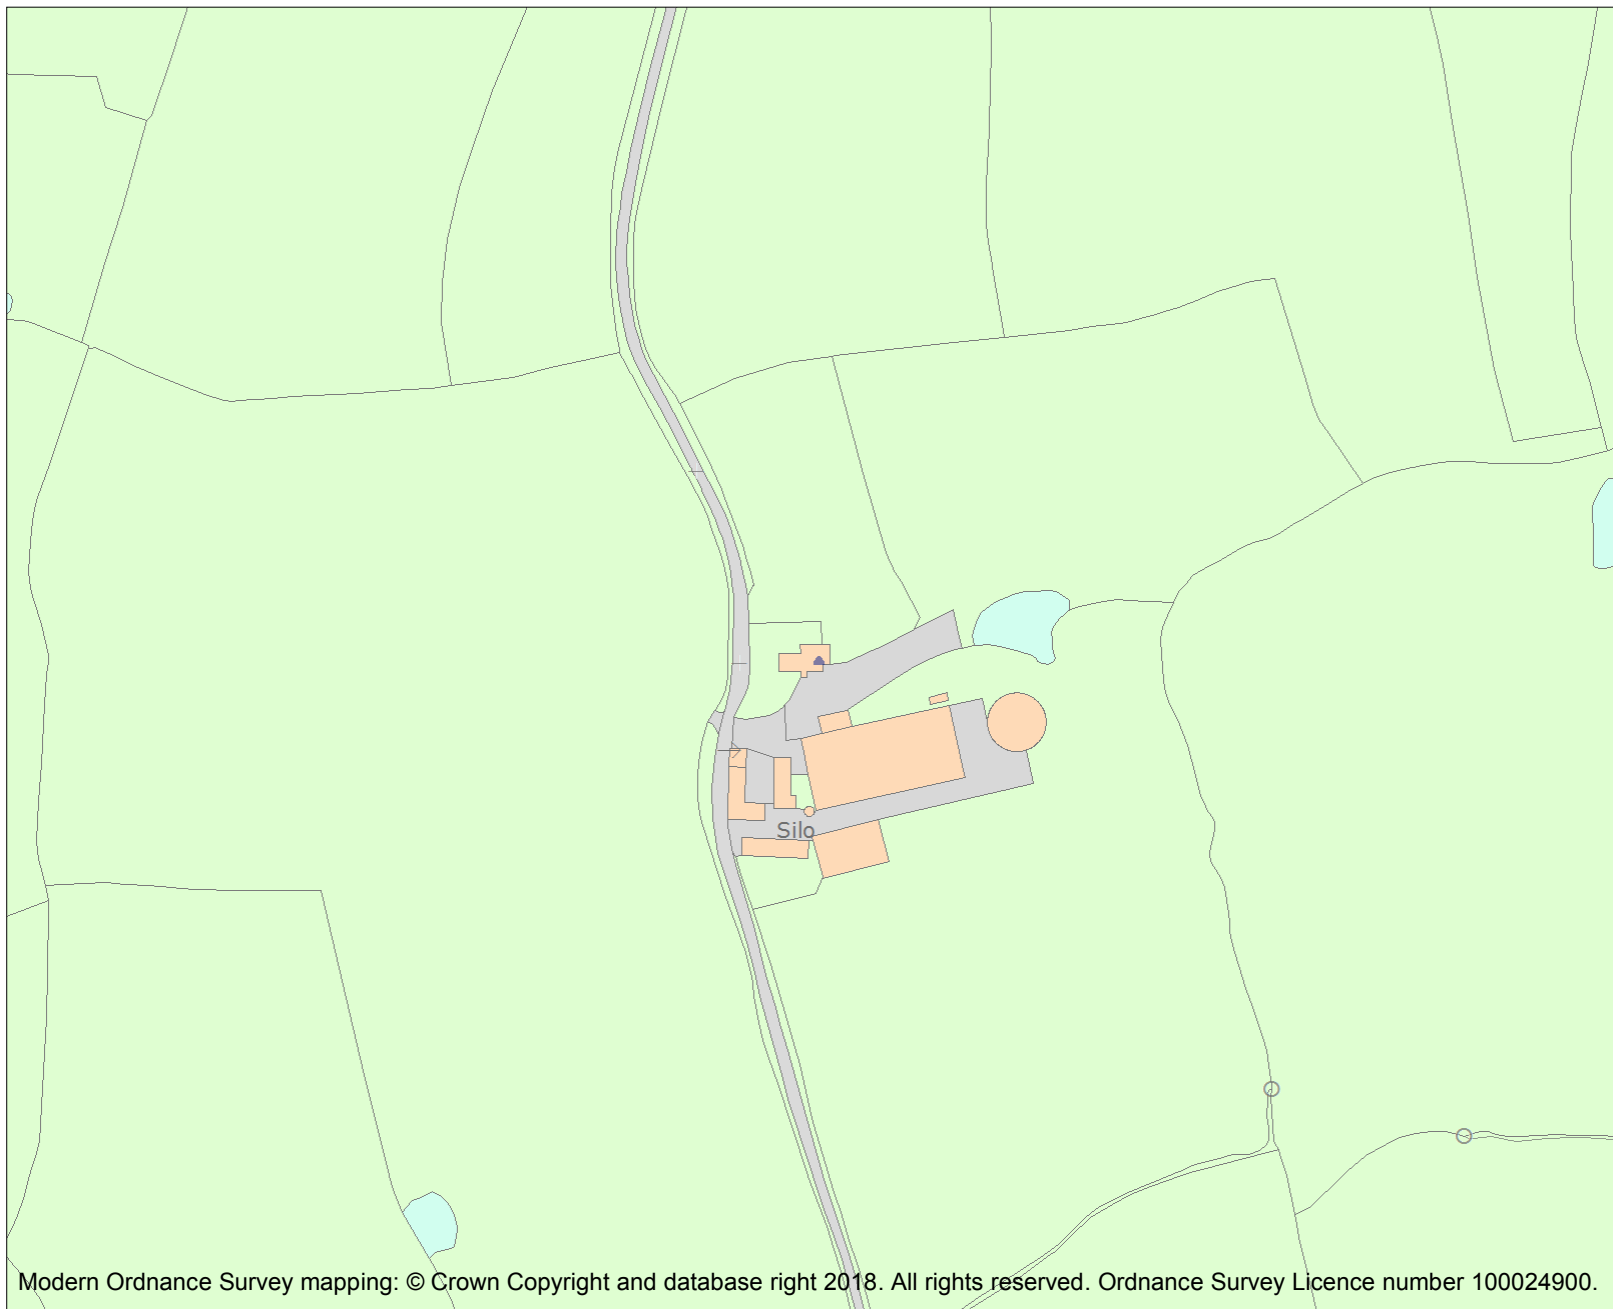 Silo
Modern Ordnance Survey mapping: © Crown Copyright and database right 2018. All rights reserved. Ordnance Survey Licence number 100024900.